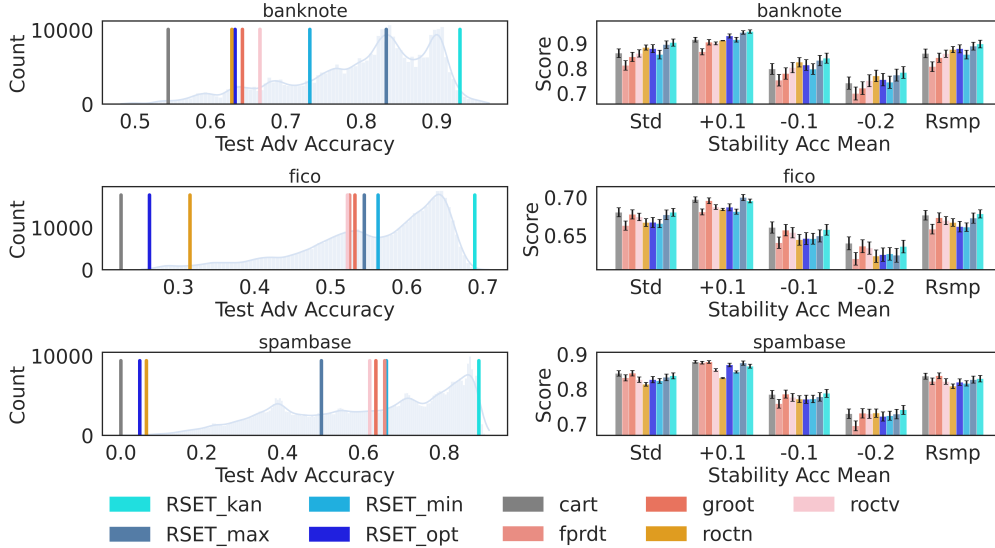 banknote
Count
10000
0
0.5 0.6 0.7 0.8 0.9
Test Adv Accuracy
banknote
Score
0.9
0.8
0.7
Std +0.1 -0.1 -0.2 Rsmp
Stability Acc Mean
fico
Count
10000
0
0.3 0.4 0.5 0.6 0.7
Test Adv Accuracy
fico
Score
0.70
0.65
Std +0.1 -0.1 -0.2 Rsmp
Stability Acc Mean
spambase
Count
10000
0
0.0 0.2 0.4 0.6 0.8
Test Adv Accuracy
spambase
Score
0.9
0.8
0.7
Std +0.1 -0.1 -0.2 Rsmp
Stability Acc Mean
RSET_kan RSET_min cart groot roctv
RSET_max RSET_opt fprdt roctn